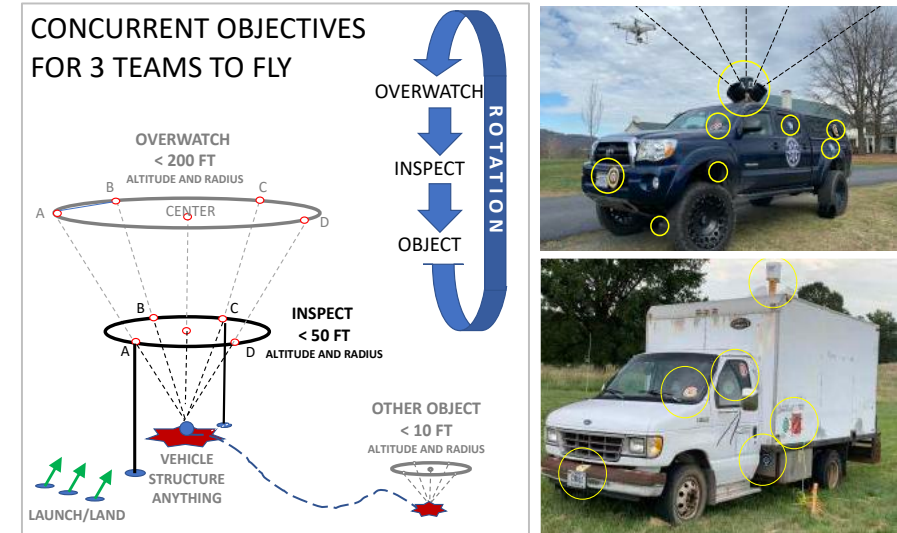 CONCURRENT OBJECTIVES
FOR 3 TEAMS TO FLY
OVERWATCH
INSPECT
OBJECT
ROTATION
OVERWATCH
< 200 FT
ALTITUDE AND RADIUS
A
B
C
D
CENTER
B
C
A
D
INSPECT
< 50 FT
ALTITUDE AND RADIUS
OTHER OBJECT
< 10 FT
ALTITUDE AND RADIUS
VEHICLE
STRUCTURE
ANYTHING
LAUNCH/LAND